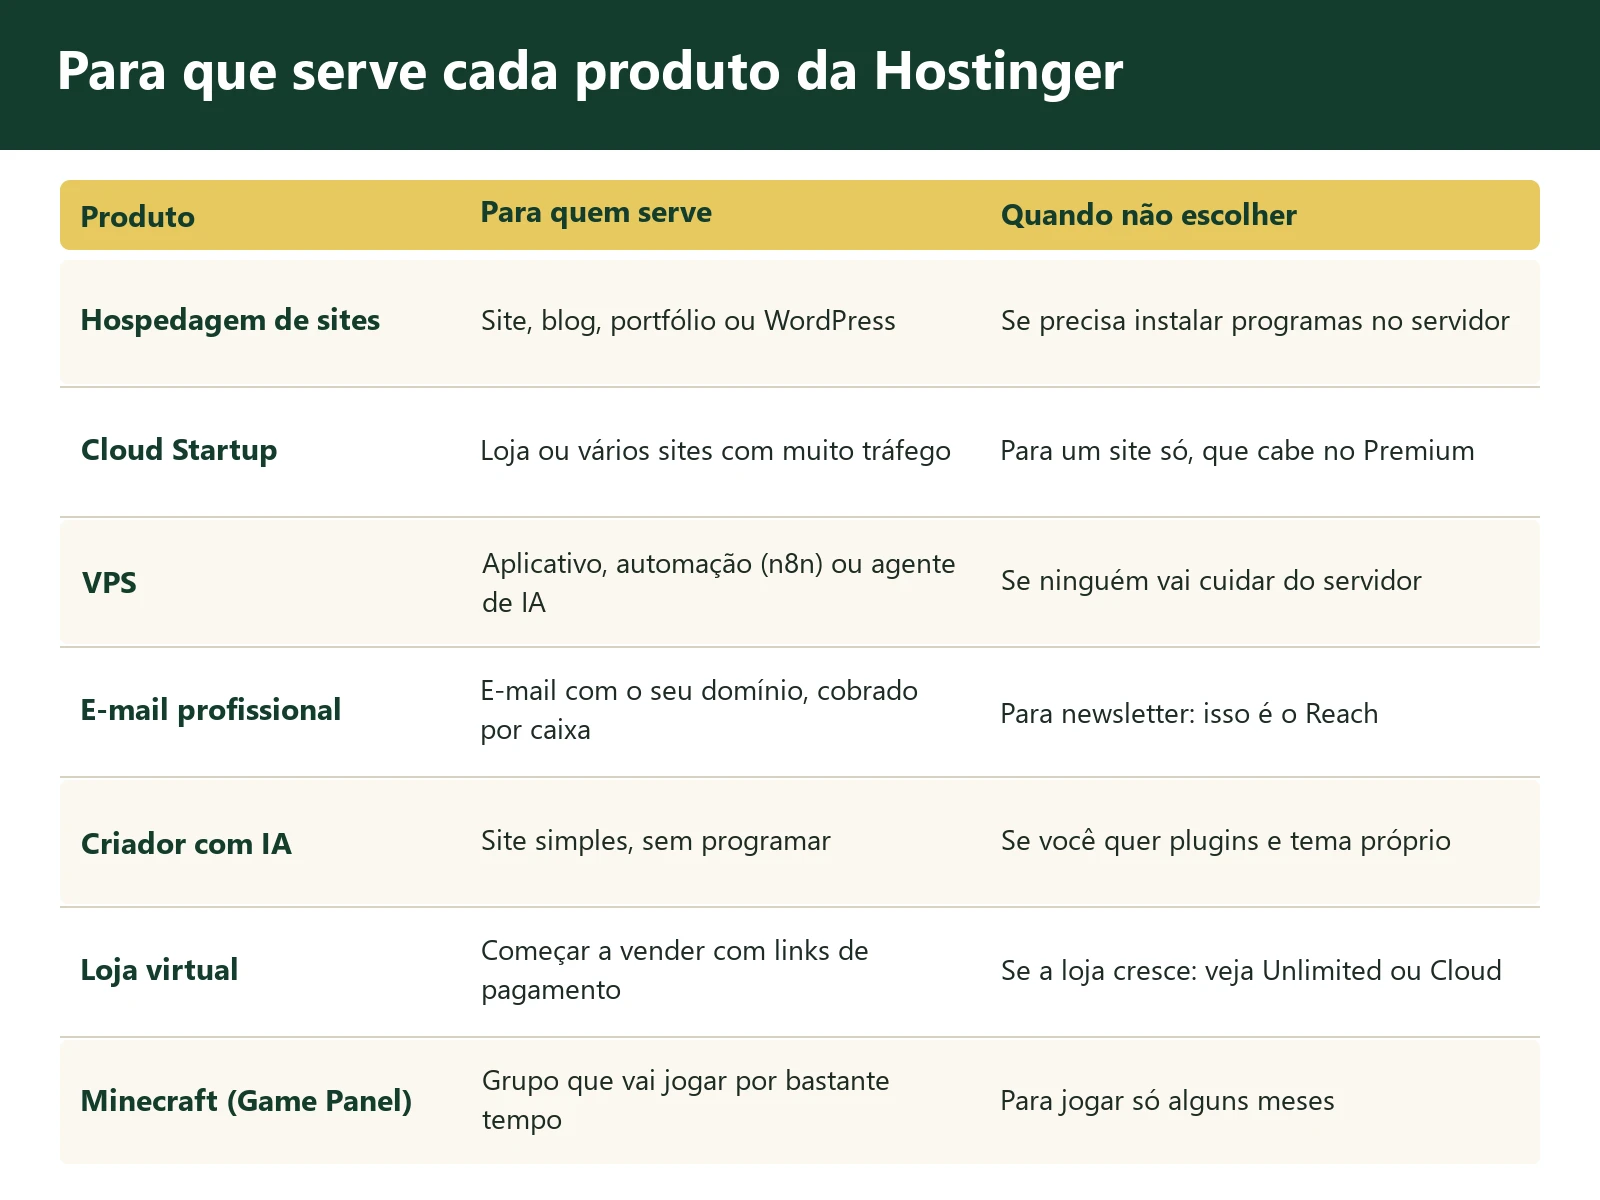 Para que serve cada produto da Hostinger
Produto
Para quem serve
Quando não escolher
Hospedagem de sites
Site, blog, portfólio ou WordPress
Se precisa instalar programas no servidor
Cloud Startup
Loja ou vários sites com muito tráfego
Para um site só, que cabe no Premium
VPS
Aplicativo, automação (n8n) ou agente
de IA
Se ninguém vai cuidar do servidor
E-mail profissional
E-mail com o seu domínio, cobrado
por caixa
Para newsletter: isso é o Reach
Criador com IA
Site simples, sem programar
Se você quer plugins e tema próprio
Loja virtual
Começar a vender com links de
pagamento
Se a loja cresce: veja Unlimited ou Cloud
Minecraft (Game Panel)
Grupo que vai jogar por bastante
tempo
Para jogar só alguns meses